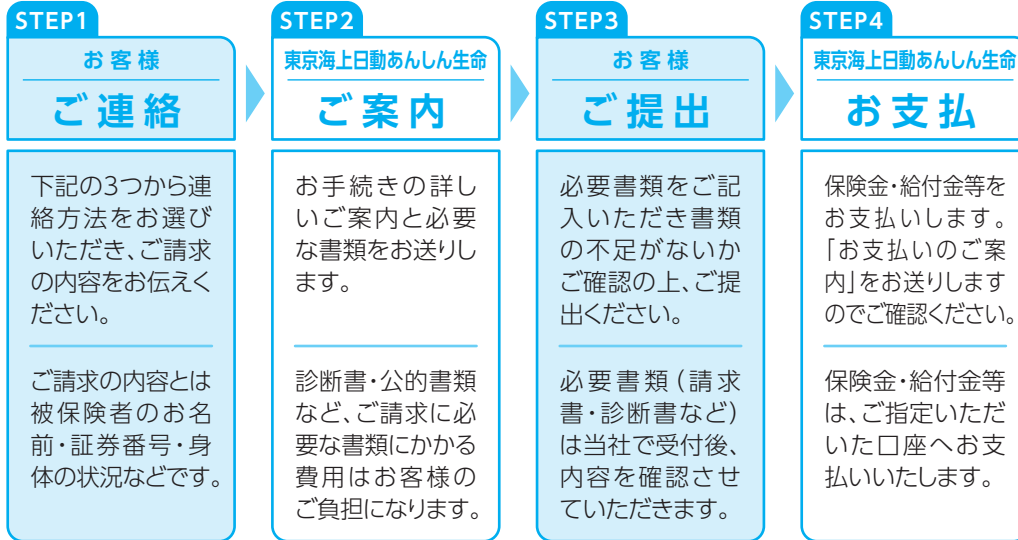 STEP1
お客様
ご連絡
下記の3つから連
絡方法をお選び
いただき、ご請求
の内容をお伝えく
ださい。
ご請求の内容とは
被保険者のお名
前・証券番号・身
体の状況などです。
STEP2
東京海上日動あんしん生命
ご案内
お手続きの詳し
いご案内と必要
な書類をお送りし
ます。
診断書・公的書類
など、ご請求に必
要な書類にかかる
費用はお客様の
ご負担になります。
STEP3
お客様
ご提出
必要書類をご記
入いただき書類
の不足がないか
ご確認の上、ご提
出ください。
必要書類(請求
書・診断書など)
は当社で受付後、
内容を確認させ
ていただきます。
STEP4
東京海上日動あんしん生命
お支払
保険金・給付金等を
お支払いします。
「お支払いのご案
内」をお送りします
のでご確認ください。
保険金・給付金等
は、ご指定いただ
いた口座へお支
払いいたします。